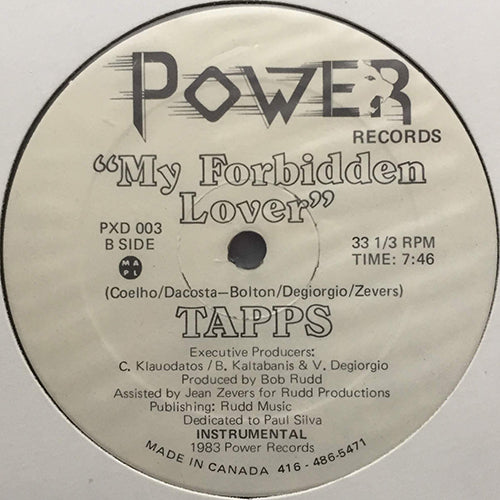 POWER
RECORDS
"My Forbidden
Lover"
PXD 003
B SIDE
MAPL
33 1/3 RPM
TIME: 7:46
(Coelho/Dacosta—Bolton/Degiorgio/Zevers)
TAPPS
Executive Producers:
C. Klauodatos / B. Kaltabanis & V. Degiorgio
Produced by Bob Rudd
Assisted by Jean Zevers for Rudd Productions
Publishing: Rudd Music
Dedicated to Paul Silva
INSTRUMENTAL
1983 Power Records
MADE IN CANADA 416-486-5471